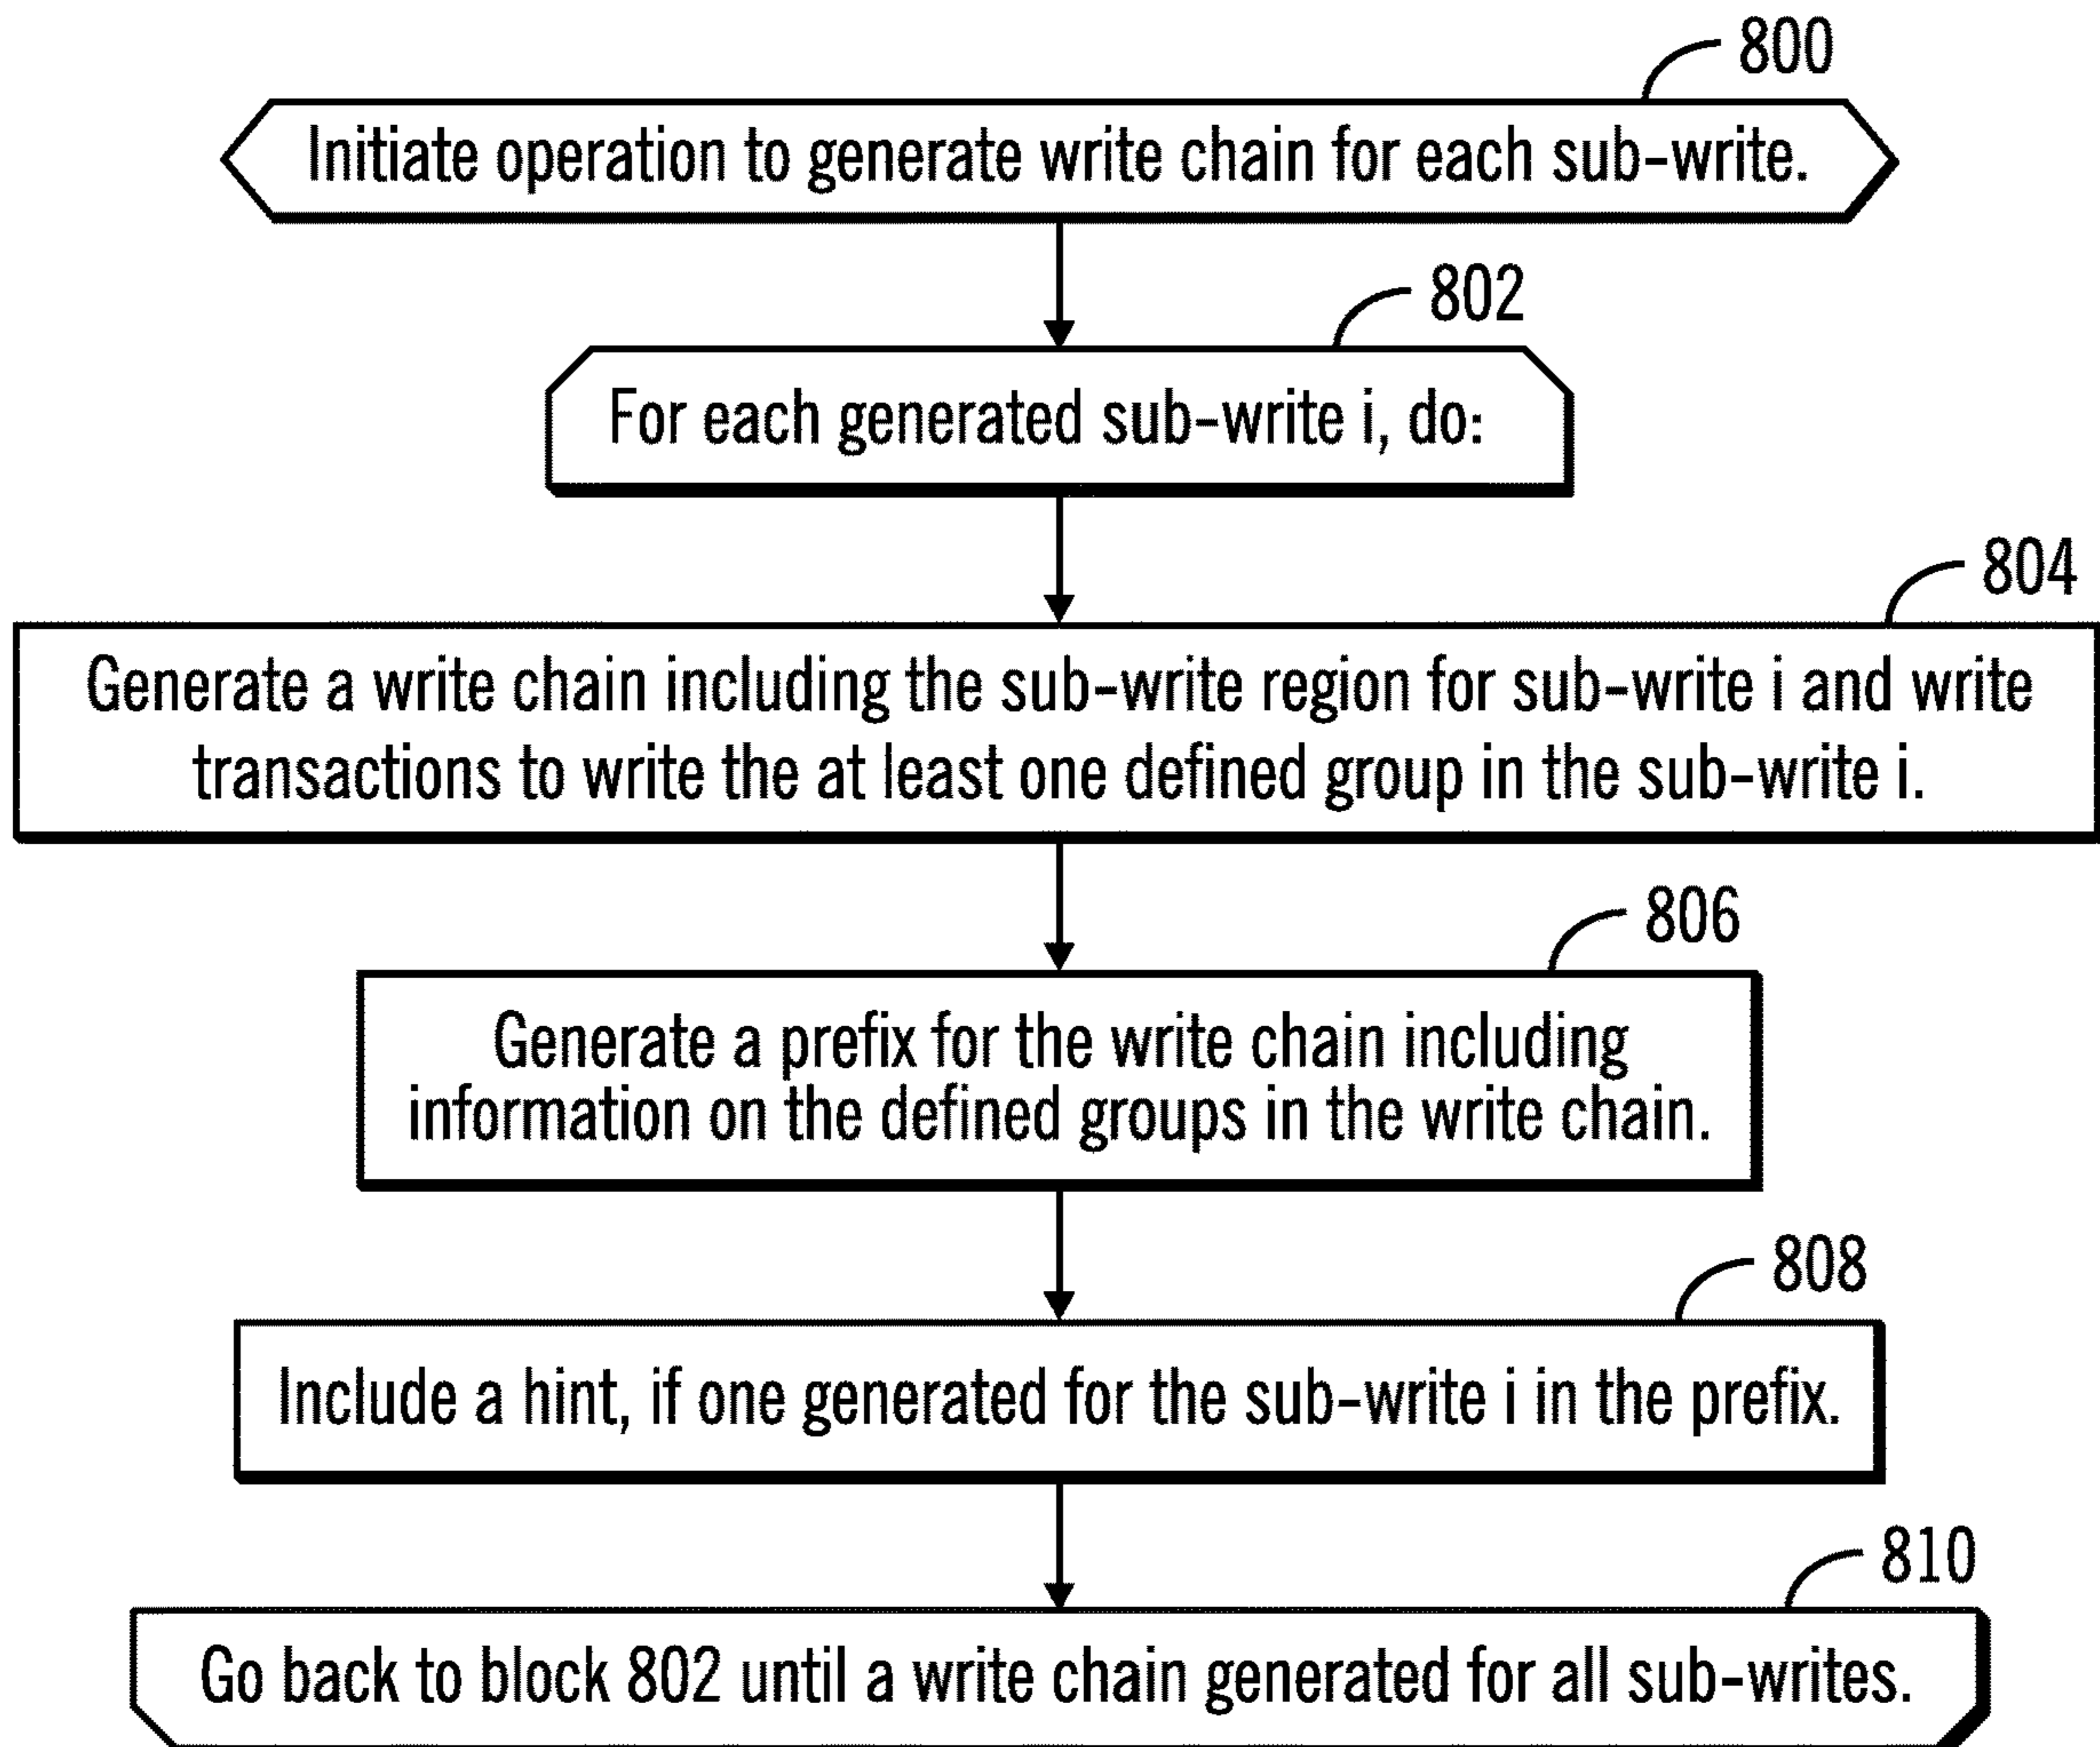 800
Initiate operation to generate write chain for each sub-write.
802
For each generated sub-write i, do:
804
Generate a write chain including the sub-write region for sub-write i and write
transactions to write the at least one defined group in the sub-write i.
806
Generate a prefix for the write chain including
information on the defined groups in the write chain.
808
Include a hint, if one generated for the sub-write i in the prefix.
810
Go back to block 802 until a write chain generated for all sub-writes.